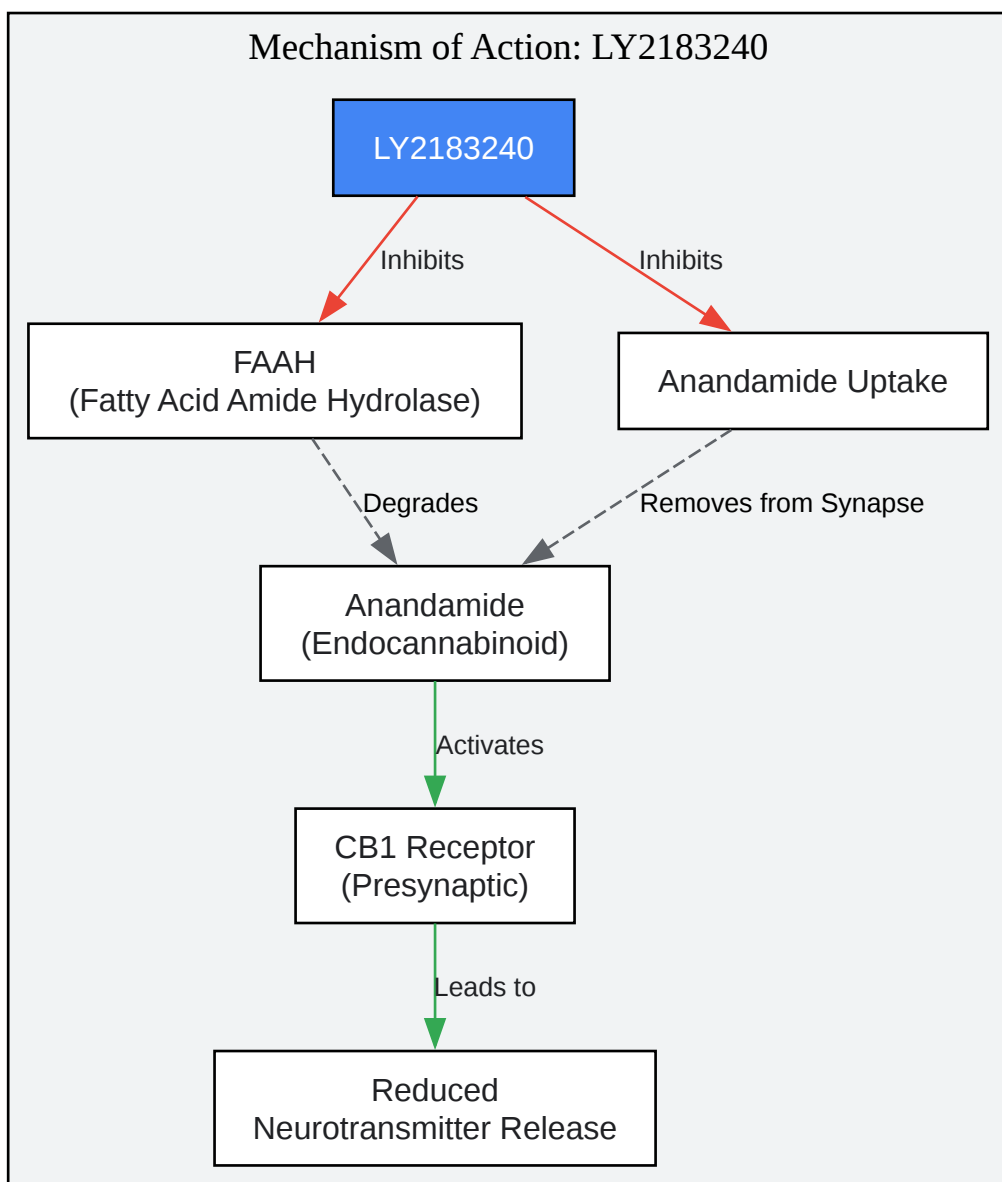 Mechanism of Action: LY2183240
LY2183240
Inhibits
Inhibits
FAAH
(Fatty Acid Amide Hydrolase)
Anandamide Uptake
Degrades
Removes from Synapse
Anandamide
(Endocannabinoid)
Activates
CB1 Receptor
(Presynaptic)
Leads to
Reduced
Neurotransmitter Release